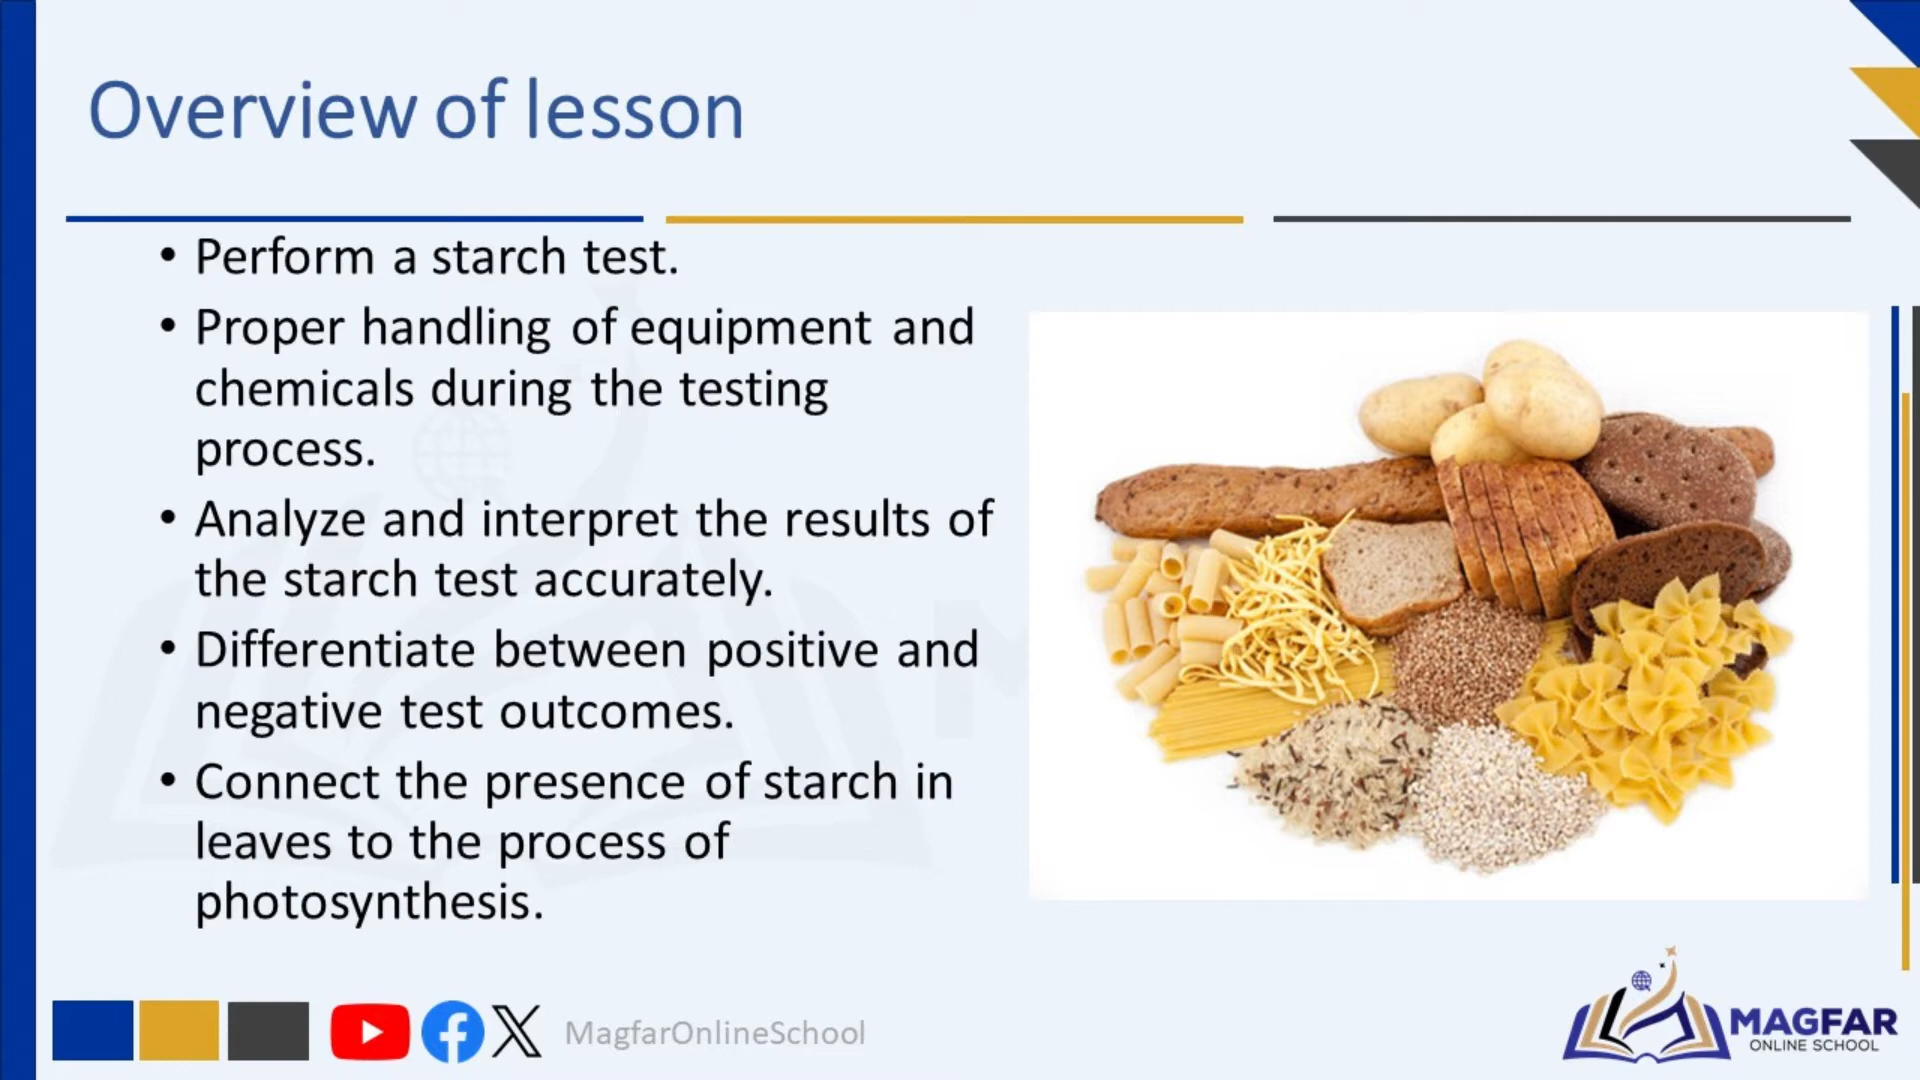 Overview of lesson
• Perform a starch test.
• Proper handling of equipment and
chemicals during the testing
process.
• Analyze and interpret the results of
the starch test accurately.
• Differentiate between positive and
negative test outcomes.
• Connect the presence of starch in
leaves to the process of
photosynthesis.
MagfarOnlineSchool
MAGFAR
ONLINE SCHOOL